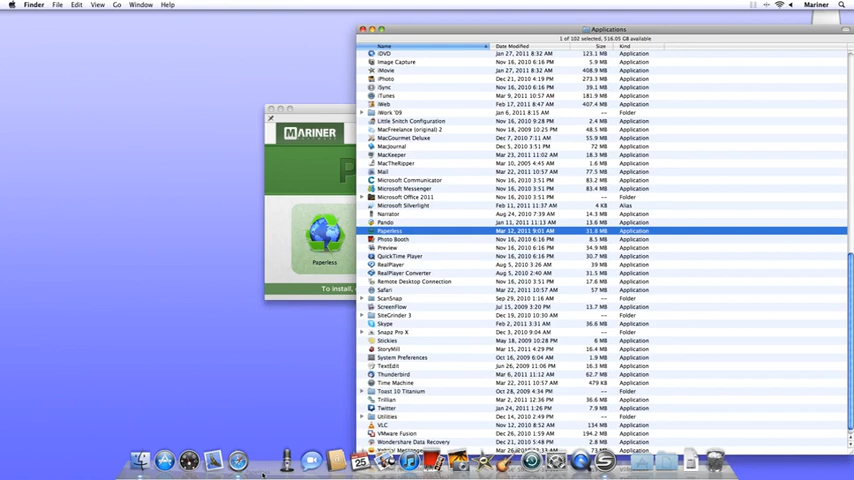 Finder File Edit View Go Window Help Mariner
Applications
1 of 102 selected, 516.05 GB available
Name Date Modified Size Kind
iDVD Jan 27, 2011 8:32 AM 123.1 MB Application
Image Capture Nov 16, 2010 6:16 PM 5.9 MB Application
iMovie Jan 27, 2011 8:32 AM 408.9 MB Application
iPhoto Dec 21, 2010 4:19 PM 273.3 MB Application
iSync Nov 16, 2010 6:16 PM 39.1 MB Application
iTunes Mar 9, 2011 11:26 AM 181.9 MB Application
iWeb Feb 17, 2011 8:47 AM 407.4 MB Application
iWork '09 Jan 6, 2011 8:15 AM -- Folder
Little Snitch Configuration Nov 16, 2010 9:28 PM 2.4 MB Application
MacFreelance (original) 2 Nov 18, 2009 10:25 PM 48.5 MB Application
MacGourmet Deluxe Dec 7, 2010 7:11 AM 55.9 MB Application
MacJournal Dec 5, 2010 3:51 PM 72 MB Application
MacKeeper Mar 23, 2011 11:02 AM 18.3 MB Application
MacTheRipper Mar 10, 2005 4:45 PM 3.6 MB Application
Mail Mar 22, 2011 10:57 AM 77.5 MB Application
Microsoft Communicator Nov 16, 2010 3:51 PM 83.2 MB Application
Microsoft Messenger Nov 16, 2010 3:51 PM 83.4 MB Application
Microsoft Office 2011 Nov 16, 2010 3:51 PM -- Folder
Microsoft Silverlight Feb 11, 2011 11:37 AM 4 KB Alias
Narrator Aug 24, 2010 7:39 AM 14.3 MB Application
Pando Jan 11, 2011 11:13 AM 13.6 MB Application
Paperless Mar 12, 2011 9:01 AM 31.8 MB Application
Photo Booth Nov 16, 2010 6:16 PM 8.5 MB Application
Preview Nov 16, 2010 6:16 PM 34.9 MB Application
QuickTime Player Nov 16, 2010 6:16 PM 30.7 MB Application
RealPlayer Aug 5, 2010 3:26 AM 39 MB Application
RealPlayer Converter Aug 5, 2010 2:40 AM 31.5 MB Application
Remote Desktop Connection Nov 16, 2010 3:51 PM 17.6 MB Application
Safari Mar 22, 2011 10:57 AM 57 MB Application
ScanSnap Sep 29, 2010 1:16 AM -- Folder
ScreenFlow Jul 15, 2009 3:20 PM 13.7 MB Application
SiteGrinder 3 Dec 19, 2010 10:30 AM -- Folder
Skype Feb 2, 2011 3:31 AM 36.6 MB Application
Snapz Pro X Dec 3, 2010 9:04 AM -- Folder
Stickies May 18, 2009 10:28 PM 6 MB Application
StoryMill Mar 15, 2011 4:29 PM 16.4 MB Application
System Preferences Oct 16, 2009 6:04 AM 1.9 MB Application
TextEdit Jun 26, 2009 11:25 PM 16.3 MB Application
Thunderbird Mar 6, 2011 11:12 PM 62.7 MB Application
Time Machine Mar 22, 2011 10:57 AM 479 KB Application
Toast 10 Titanium Oct 28, 2009 4:34 PM -- Folder
Trillian Mar 1, 2011 12:36 PM 36.6 MB Application
Twitter Jan 24, 2011 1:26 PM 7.9 MB Application
Utilities Mar 22, 2011 10:58 AM -- Folder
VLC Nov 12, 2010 8:52 AM 134 MB Application
VMware Fusion Dec 26, 2010 2:59 PM Application
Wondershare Data Recovery Dec 21, 2010 5:48 PM 2.8 MB Application
MARINER
P
Paperless
To install,
25